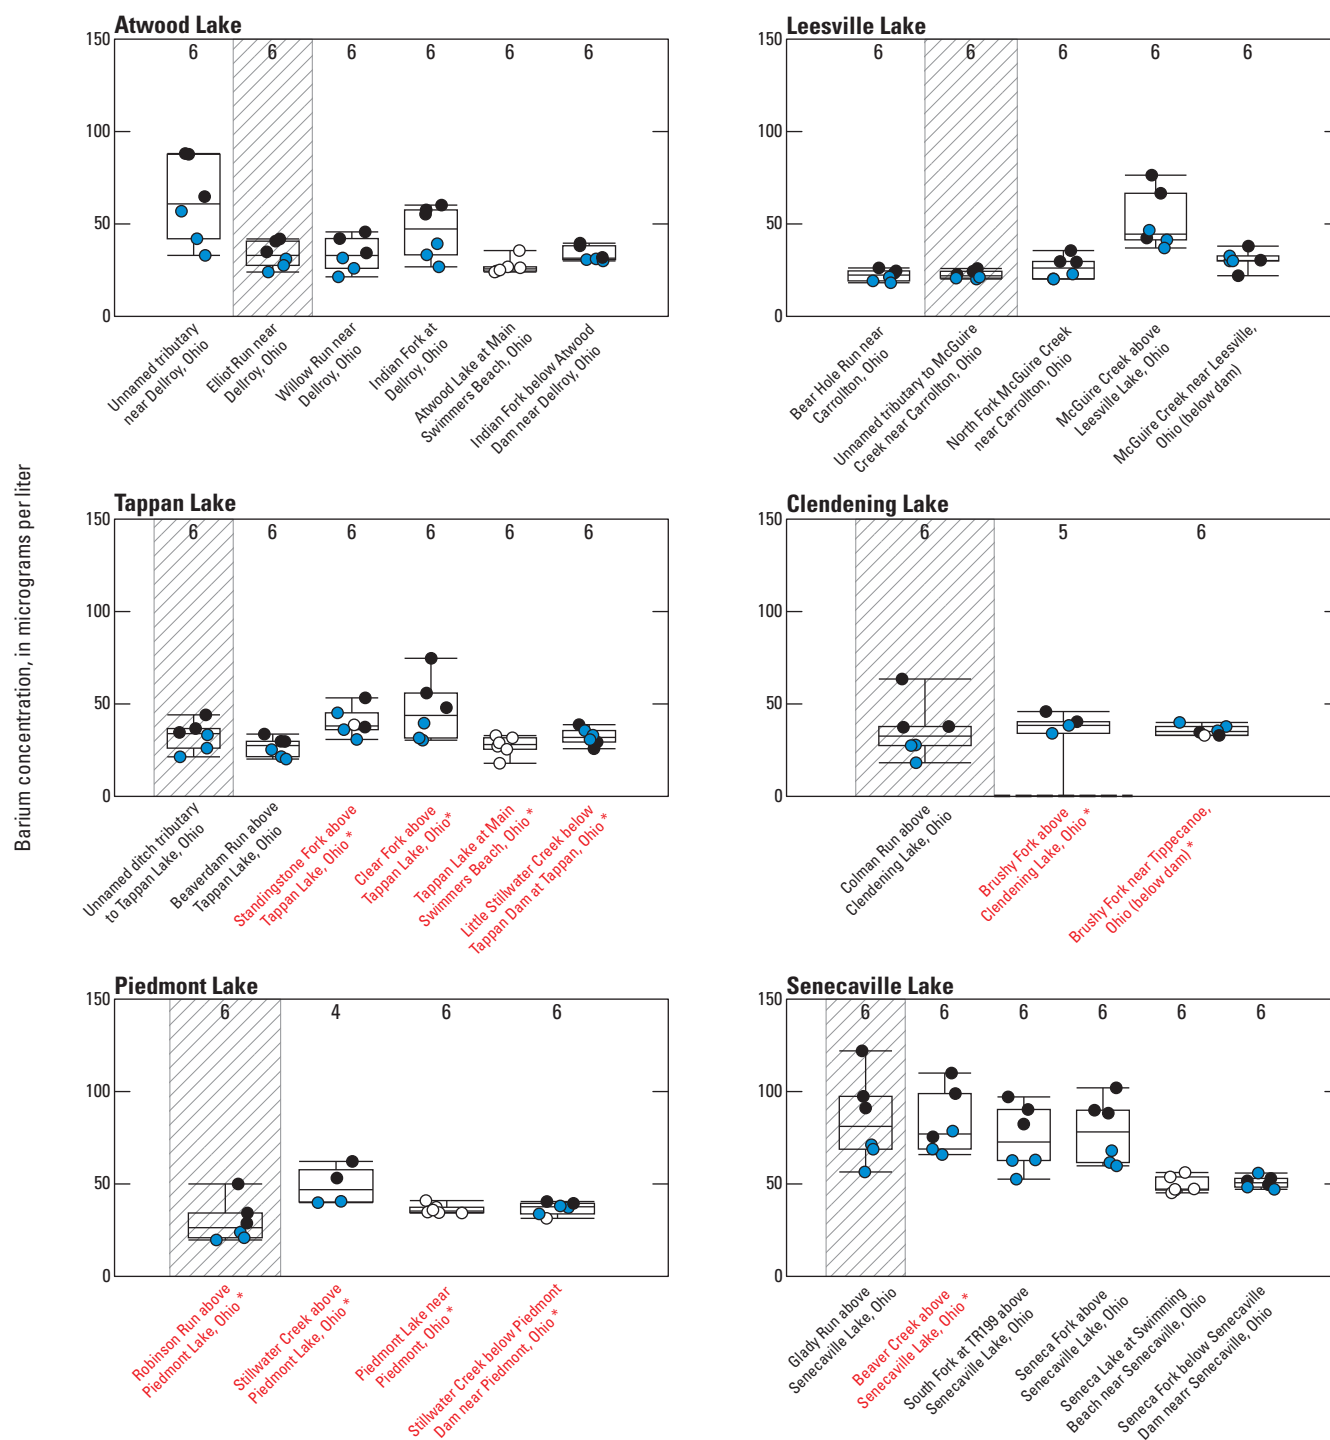 Barium concentration, in micrograms per liter
Atwood Lake
150
100
50
0
6 6 6 6 6 6
Unnamed tributary
near Dellroy, Ohio
Elliot Run near
Dellroy, Ohio
Willow Run near
Dellroy, Ohio
Indian Fork at
Dellroy, Ohio
Atwood Lake at Main
Swimmers Beach, Ohio
Indian Fork below Atwood
Dam near Dellroy, Ohio
Leesville Lake
150
100
50
0
6 6 6 6 6
Bear Hole Run near
Carrollton, Ohio
Unnamed tributary to McGuire
Creek near Carrollton, Ohio
North Fork McGuire Creek
near Carrollton, Ohio
McGuire Creek above
Leesville Lake, Ohio
McGuire Creek near Leesville,
Ohio (below dam)
Tappan Lake
150
100
50
0
6 6 6 6 6 6
Unnamed ditch tributary
to Tappan Lake, Ohio
Beaverdam Run above
Tappan Lake, Ohio
Standingstone Fork above
Tappan Lake, Ohio *
Clear Fork above
Tappan Lake, Ohio*
Tappan Lake at Main
Swimmers Beach, Ohio *
Little Stillwater Creek below
Tappan Dam at Tappan, Ohio *
Clendening Lake
150
100
50
0
6 5 6
Colman Run above
Clendening Lake, Ohio
Brushy Fork above
Clendening Lake, Ohio *
Brushy Fork near Tippecanoe,
Ohio (below dam) *
Piedmont Lake
150
100
50
0
6 4 6 6
Robinson Run above
Piedmont Lake, Ohio *
Stillwater Creek above
Piedmont Lake, Ohio *
Piedmont Lake near
Piedmont, Ohio *
Stillwater Creek below Piedmont
Dam near Piedmont, Ohio *
Senecaville Lake
150
100
50
0
6 6 6 6 6 6
Glady Run above
Senecaville Lake, Ohio
Beaver Creek above
Senecaville Lake, Ohio *
South Fork at TR199 above
Senecaville Lake, Ohio
Seneca Fork above
Senecaville Lake, Ohio
Seneca Lake at Swimming
Beach near Senecaville, Ohio
Seneca Fork below Senecaville
Dam nearr Senecaville, Ohio